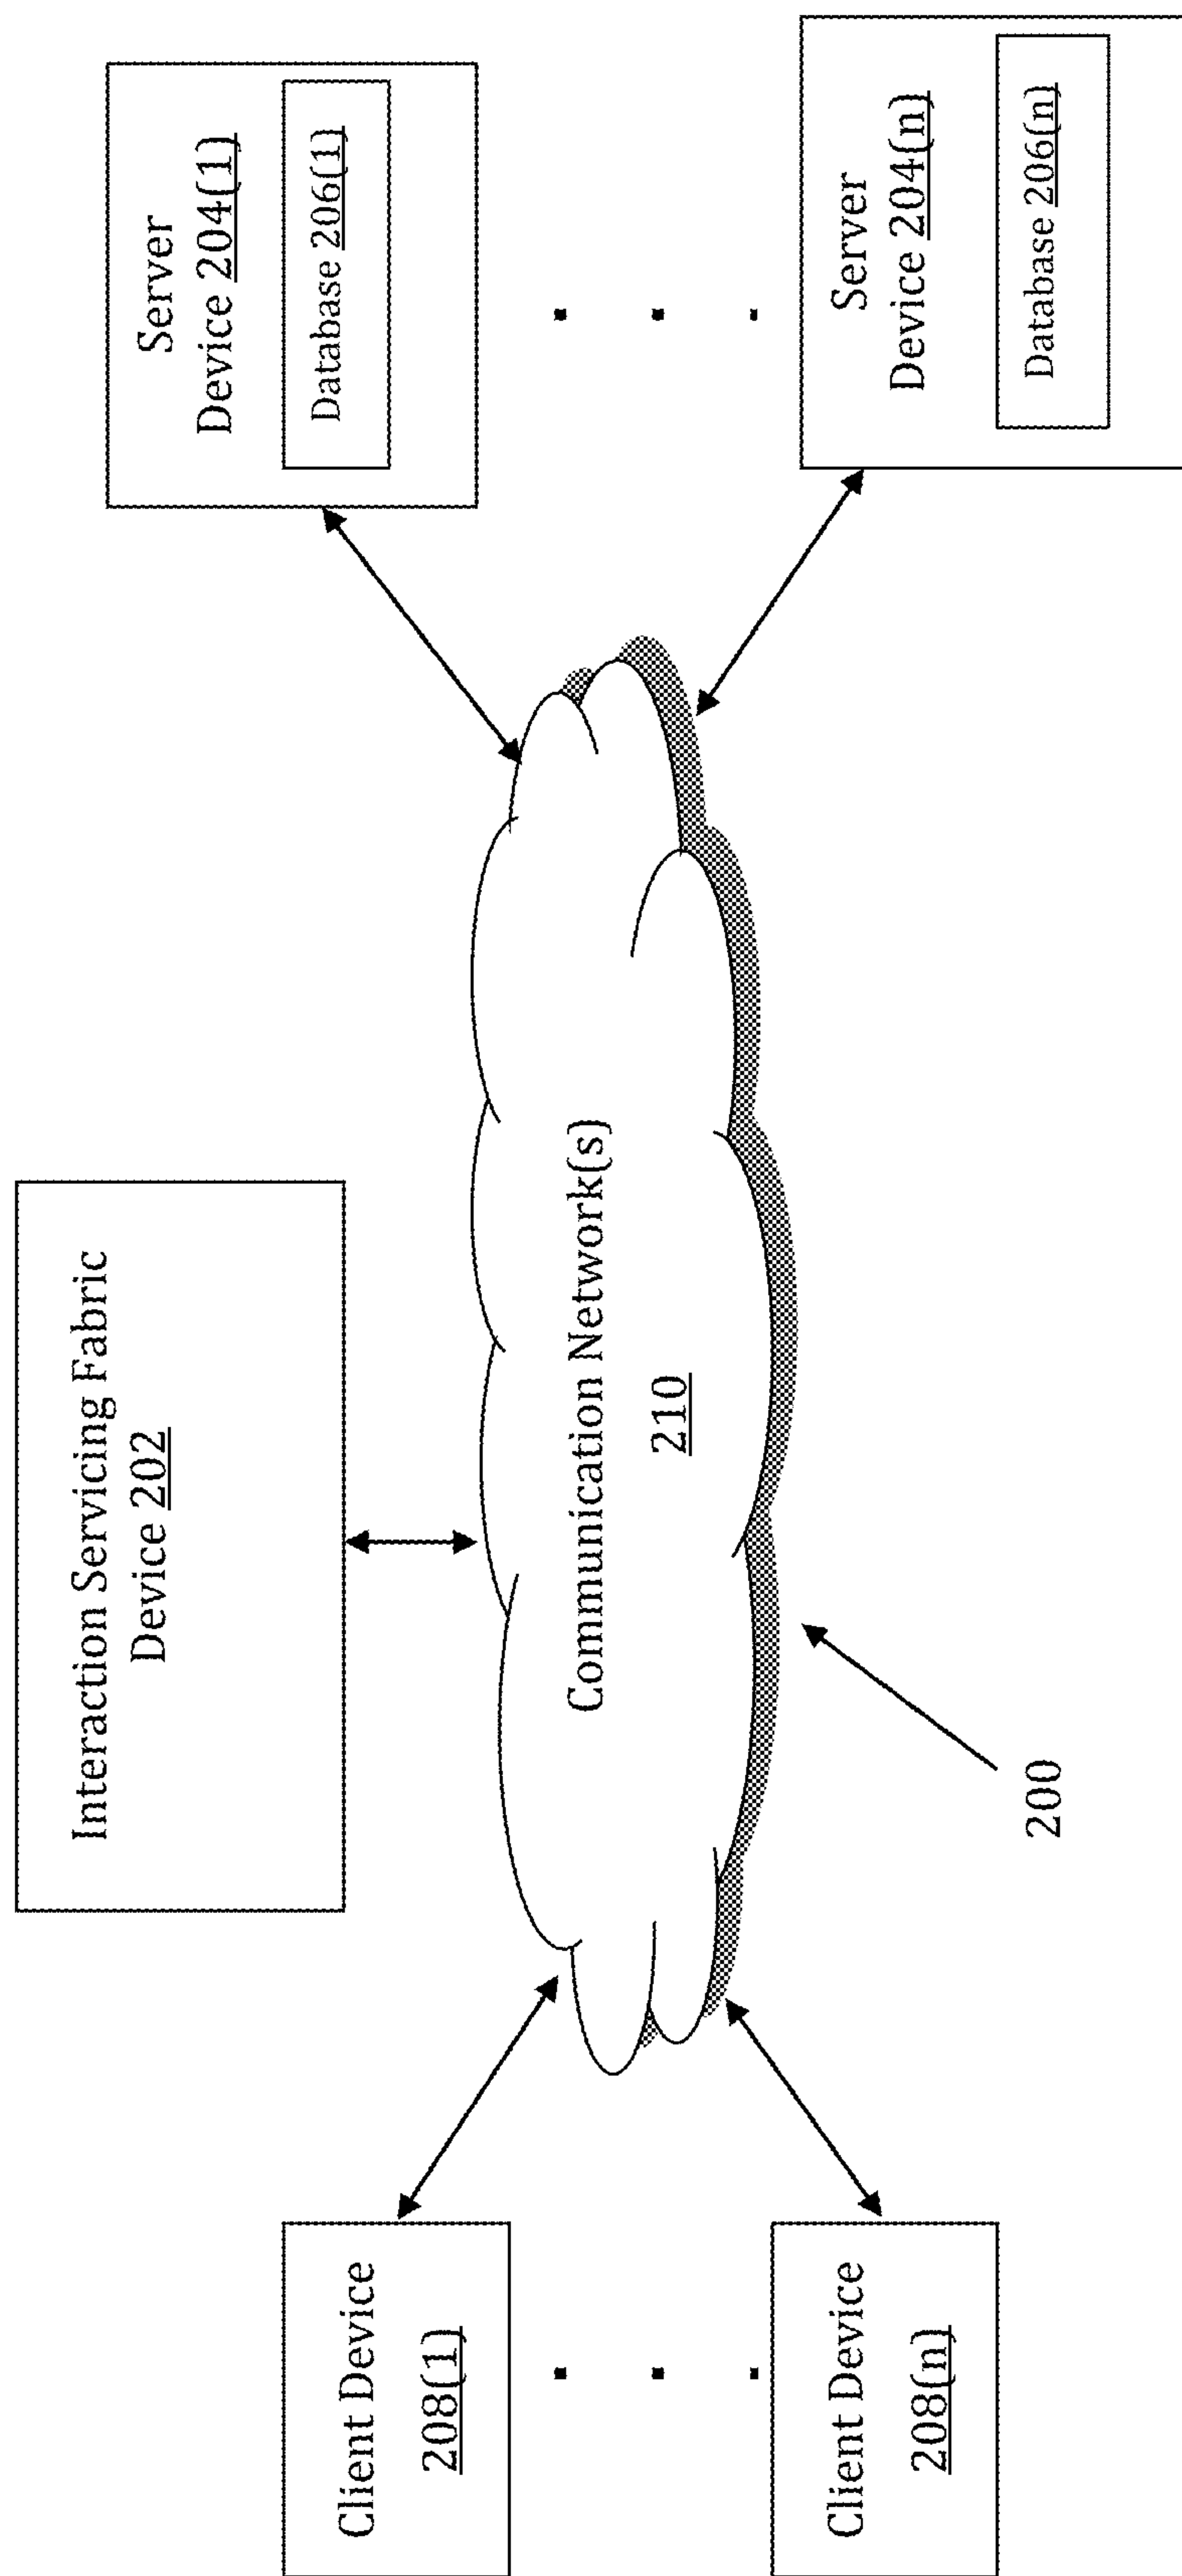 Interaction Servicing Fabric
Device 202
Server
Device 204(1)
Database 206(1)
Communication Network(s)
210
Server
Device 204(n)
Database 206(n)
Client Device
208(1)
Client Device
208(n)
200